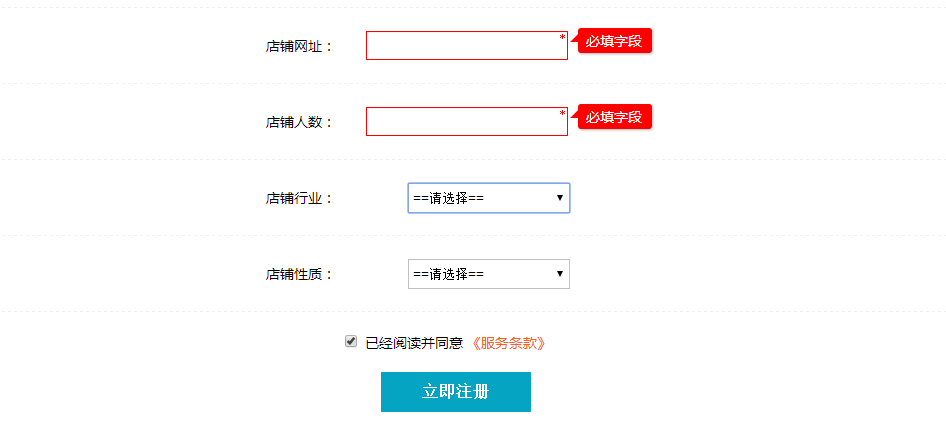 店铺网址： * 必填字段
店铺人数： * 必填字段
店铺行业： ==请选择==
店铺性质： ==请选择==
已经阅读并同意 《服务条款》
立即注册